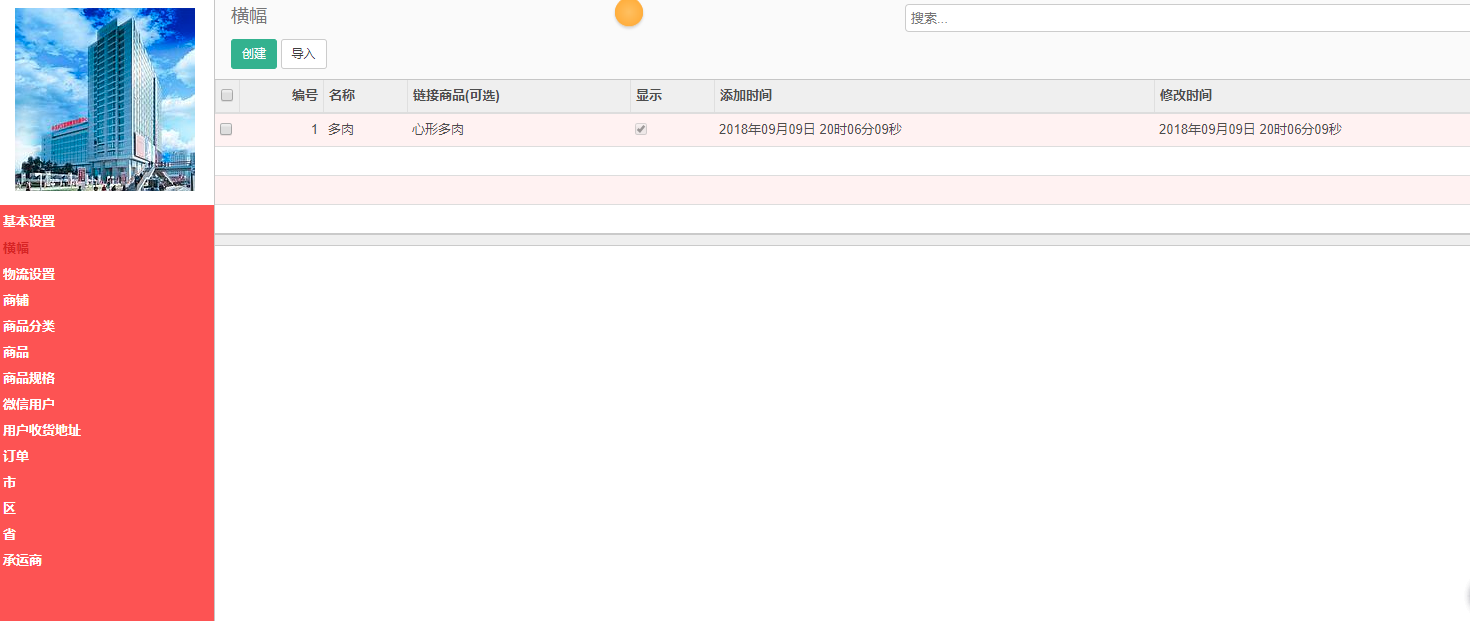 横幅
搜索...
创建 导入
编号 名称 链接商品(可选) 显示 添加时间 修改时间
1 多肉 心形多肉 2018年09月09日 20时06分09秒 2018年09月09日 20时06分09秒
基本设置
横幅
物流设置
商铺
商品分类
商品
商品规格
微信用户
用户收货地址
订单
市
区
省
承运商